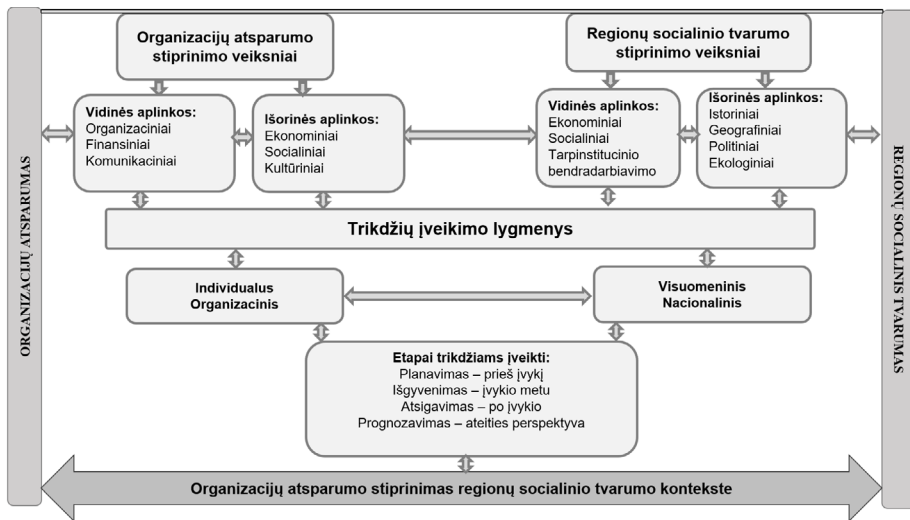 Organizacijų atsparumo
stiprinimo veiksniai
Regionų socialinio tvarumo
stiprinimo veiksniai
Vidinės aplinkos:
Organizaciniai
Finansiniai
Komunikaciniai
Išorinės aplinkos:
Ekonominiai
Socialiniai
Kultūriniai
Vidinės aplinkos:
Ekonominiai
Socialiniai
Tarpinstitucinio
bendradarbiavimo
Išorinės aplinkos:
Istoriniai
Geografiniai
Politiniai
Ekologiniai
ORGANIZACIJŲ ATSPARUMAS
REGIONŲ SOCIALINIS TVARUMAS
Trikdžių įveikimo lygmenys
Individualus
Organizacinis
Visuomeninis
Nacionalinis
Etapai trikdžiams įveikti:
Planavimas – prieš įvykį
Išgyvenimas – įvykio metu
Atsigavimas – po įvykio
Prognozavimas – ateities perspektyva
Organizacijų atsparumo stiprinimas regionų socialinio tvarumo kontekste